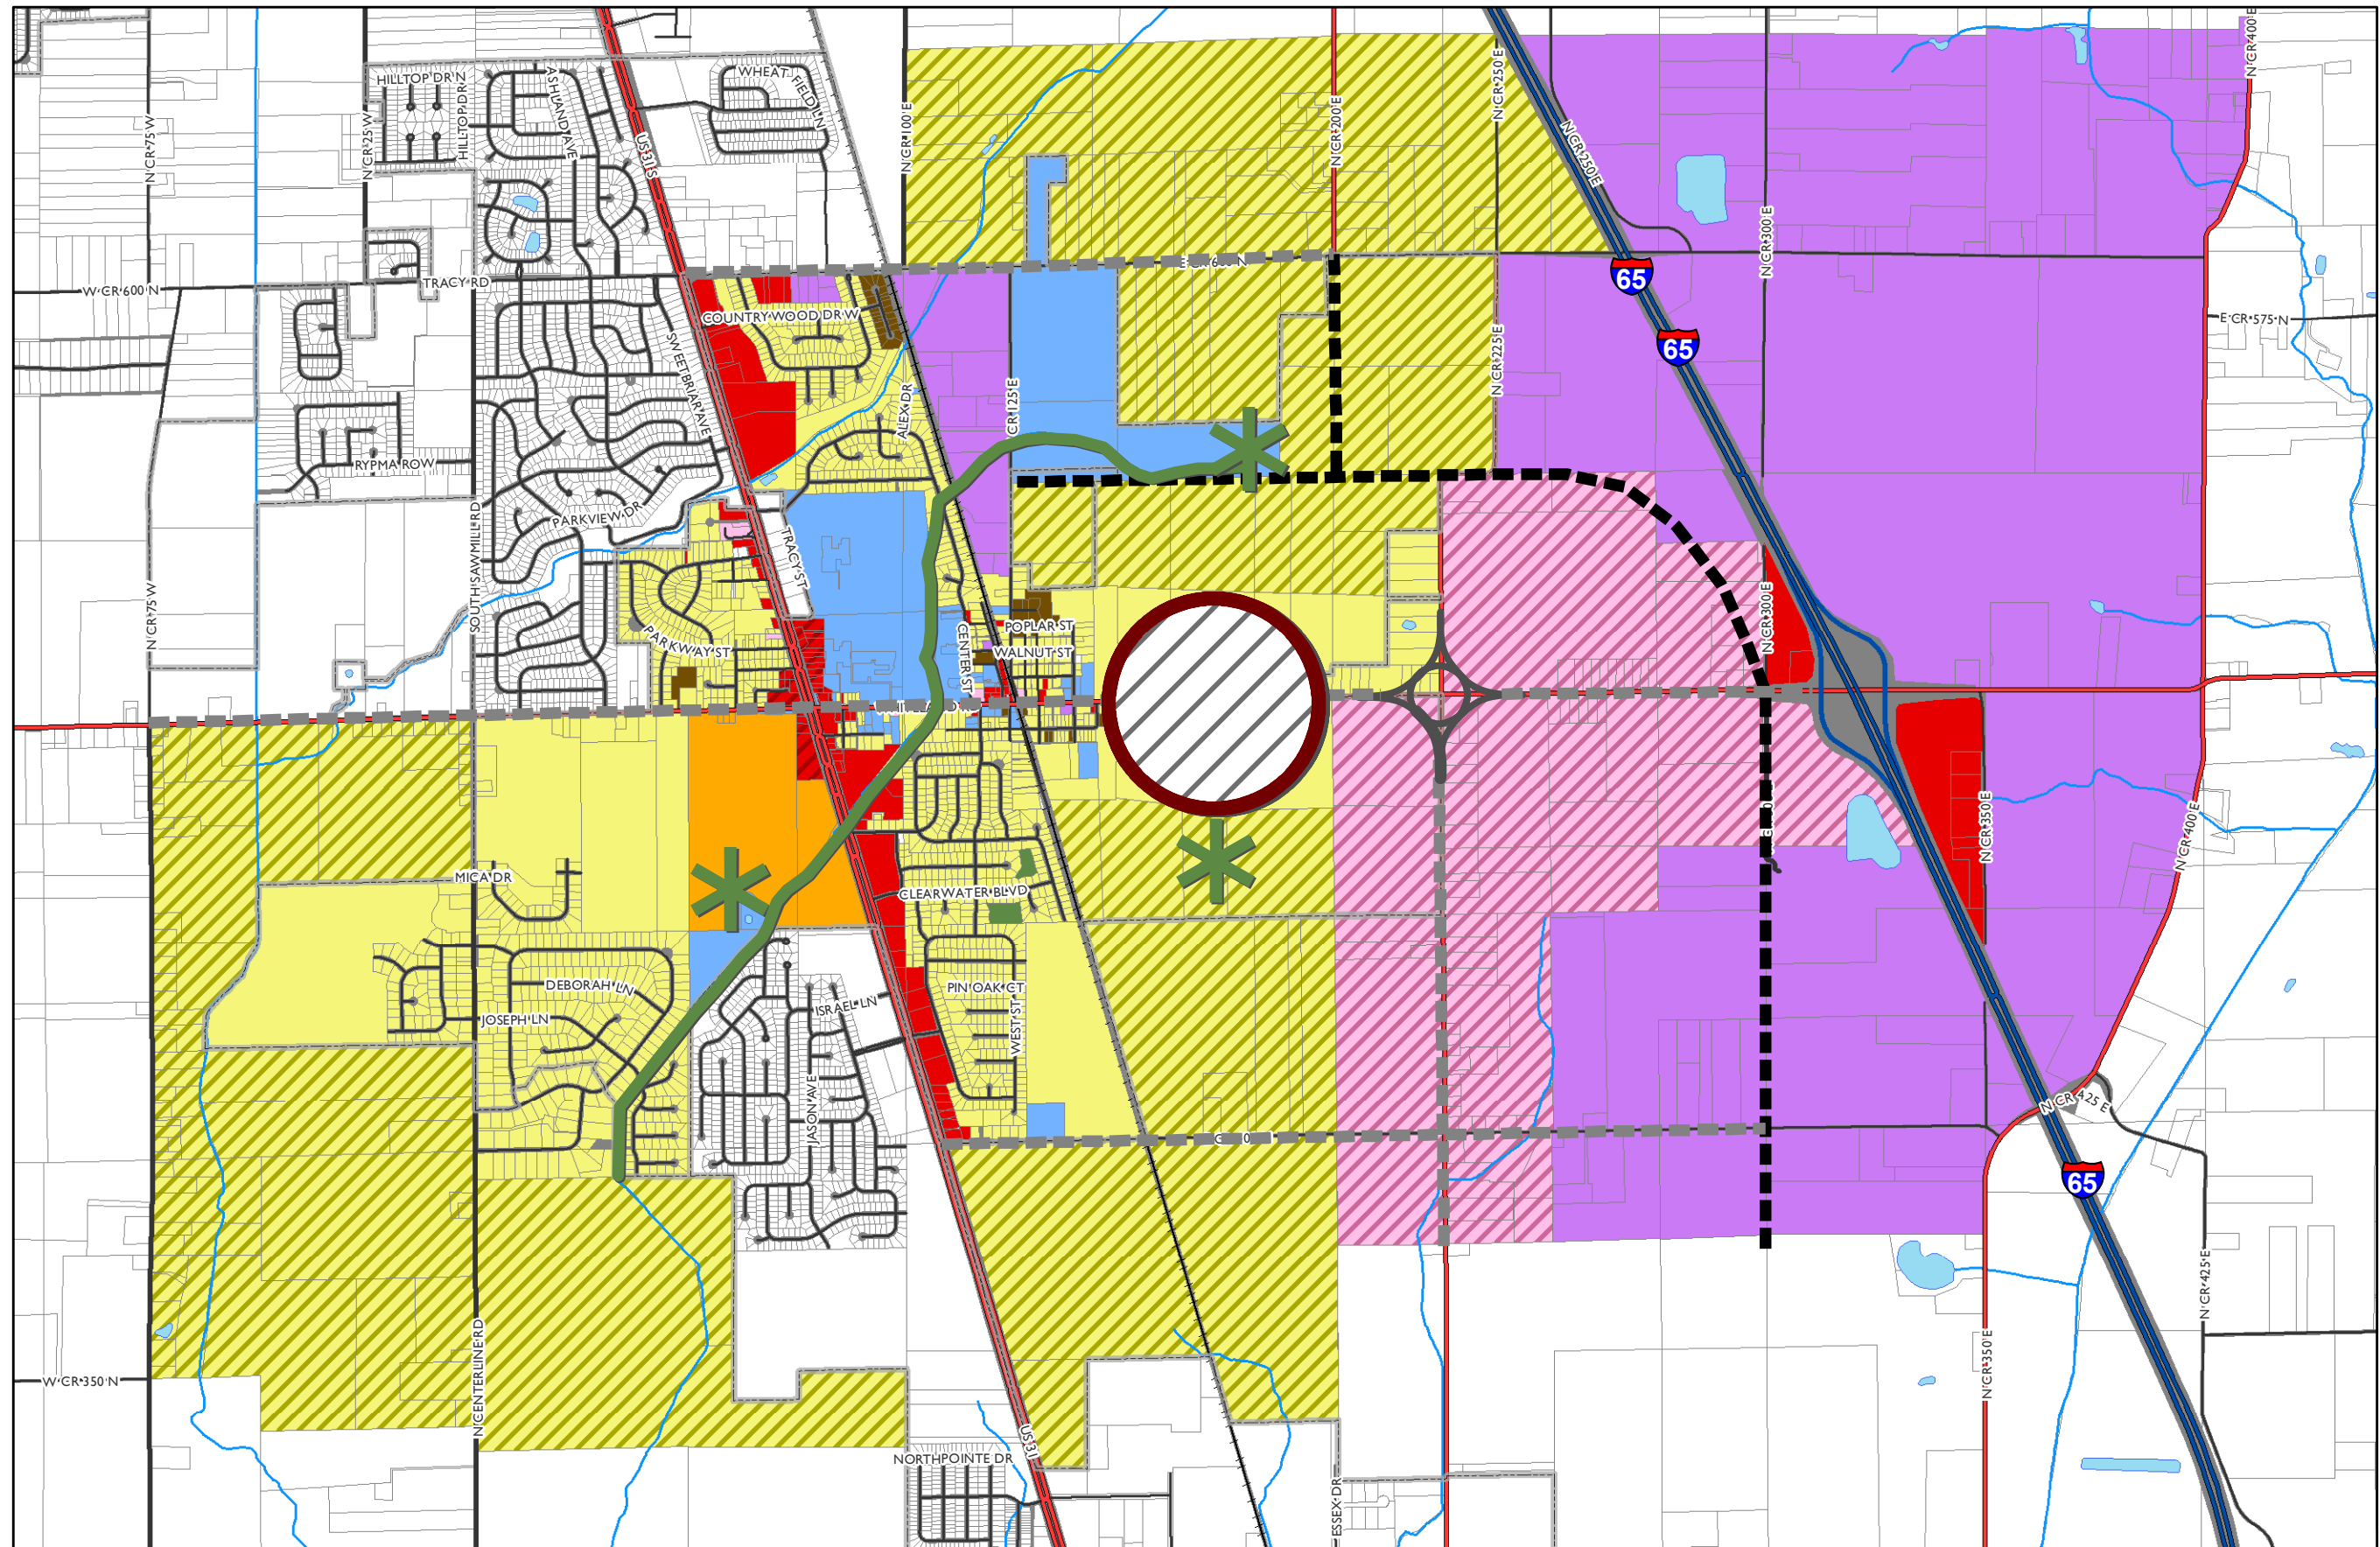 HILLTOP DR N
HILLTOP DR
ASHLAND AVE
WHEAT
FIELD LN
N CR 75 W
N CR 25 W
US 31 S
N CR 100 E
N CR 200 E
N CR 250 E
N CR 250 E
N CR 300 E
N CR 400 E
W CR 600 N
TRACY RD
E CR 600 N
65
65
COUNTRY WOOD DR W
SWEETBRIAR AVE
ALEX DR
CR 125 E
N CR 225 E
E CR 575 N
RYPMA ROW
PARKVIEW DR
SOUTH SAWMILL RD
TRACY ST
N CR 75 W
PARKWAY ST
CENTER ST
POPLAR ST
WALNUT ST
N CR 300 E
MICA DR
CLEARWATER BLVD
N CR 350 E
N CR 400 E
DEBORAH LN
JOSEPH LN
ISRAEL LN
PIN OAK CT
WEST ST
JASON AVE
N CR 425 E
65
N CR 425 E
W CR 350 N
N CENTERLINE RD
N CR 350 E
US 31
NORTHPOINTE DR
ESSEX DR